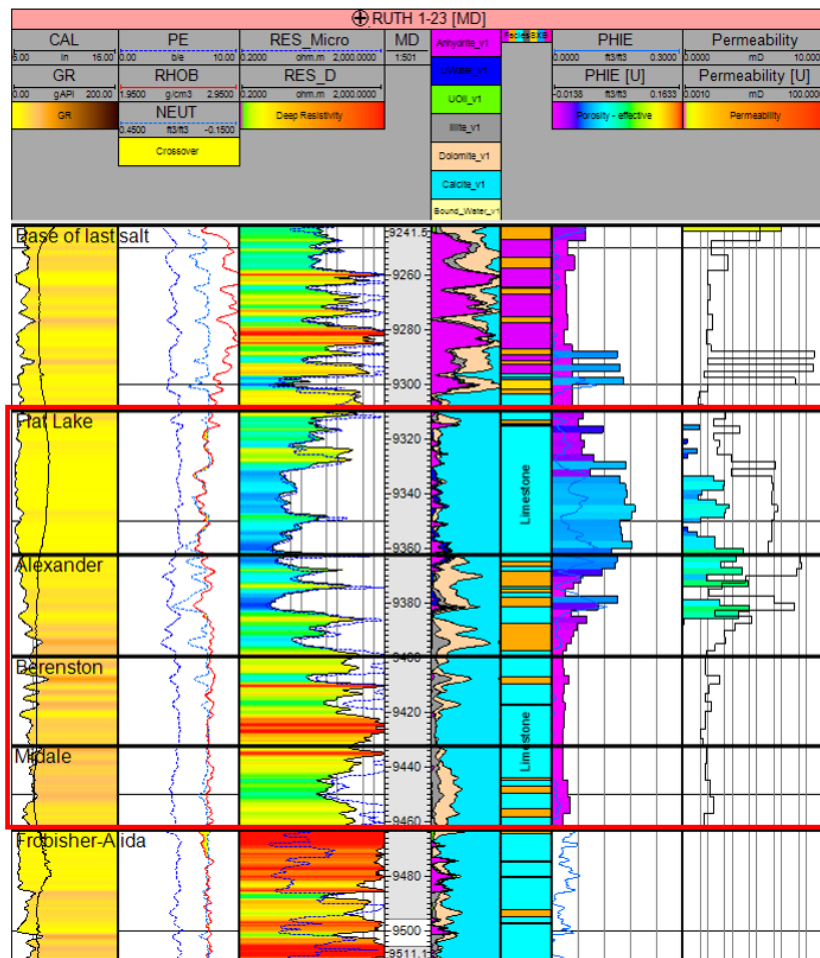 RUTH 1-23 [MD]
CAL PE RES_Micro MD Anhydrite_v1 Facies SXB PHIE Permeability
6.00 in 16.00 0.00 b/e 10.00 0.2000 ohm.m 2,000.0000 1:501 0.0000 ft3/ft3 0.3000 0.0000 mD 10.000
GR RHOB RES_D UWater_v1 PHIE [U] Permeability [U]
0.00 gAPI 200.00 1.9500 g/cm3 2.9500 0.2000 ohm.m 2,000.0000 UOil_v1 -0.0138 ft3/ft3 0.1633 0.0010 mD 100.000
GR NEUT Deep Resistivity Illite_v1 Porosity - effective Permeability
0.4500 ft3/ft3 -0.1500
Crossover Dolomite_v1
Calcite_v1
Bound_Water_v1
Base of last salt 9241.5
9260
9280
9300
Flat Lake
9320
9340
Limestone
9360
Alexander
9380
9400
Berenston
9420
Limestone
Midale
9440
9460
Frobisher-Alida
9480
9500
9511.1